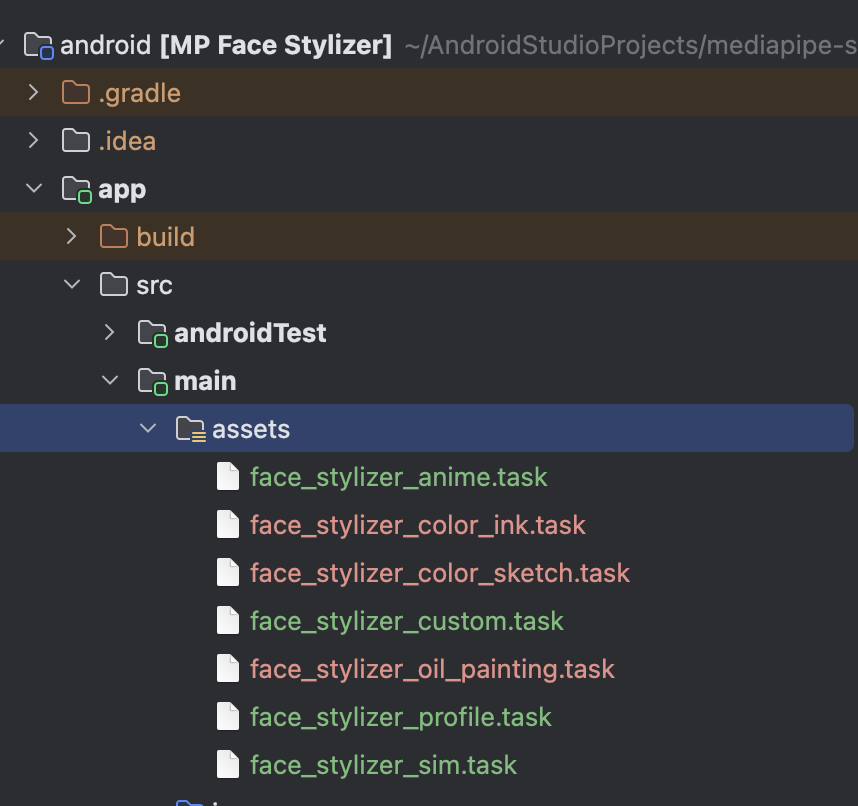 android [MP Face Stylizer] ~/AndroidStudioProjects/mediapipe-s
.gradle
.idea
app
build
src
androidTest
main
assets
face_stylizer_anime.task
face_stylizer_color_ink.task
face_stylizer_color_sketch.task
face_stylizer_custom.task
face_stylizer_oil_painting.task
face_stylizer_profile.task
face_stylizer_sim.task